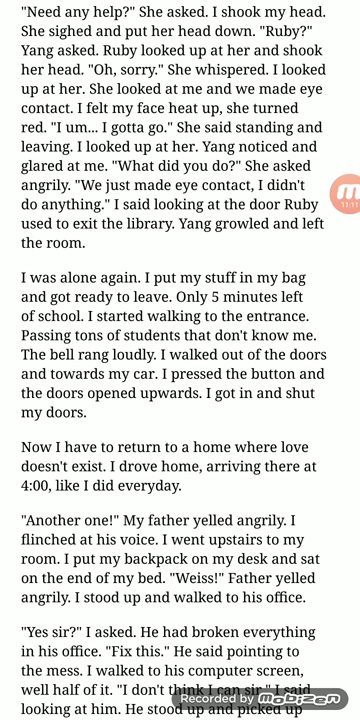 "Need any help?" She asked. I shook my head.
She sighed and put her head down. "Ruby?"
Yang asked. Ruby looked up at her and shook
her head. "Oh, sorry." She whispered. I looked
up at her. She looked at me and we made eye
contact. I felt my face heat up, she turned
red. "I um... I gotta go." She said standing and
leaving. I looked up at her. Yang noticed and
glared at me. "What did you do?" She asked
angrily. "We just made eye contact, I didn't
do anything." I said looking at the door Ruby
used to exit the library. Yang growled and left
the room.
11:11
I was alone again. I put my stuff in my bag
and got ready to leave. Only 5 minutes left
of school. I started walking to the entrance.
Passing tons of students that don't know me.
The bell rang loudly. I walked out of the doors
and towards my car. I pressed the button and
the doors opened upwards. I got in and shut
my doors.
Now I have to return to a home where love
doesn't exist. I drove home, arriving there at
4:00, like I did everyday.
"Another one!" My father yelled angrily. I
flinched at his voice. I went upstairs to my
room. I put my backpack on my desk and sat
on the end of my bed. "Weiss!" Father yelled
angrily. I stood up and walked to his office.
"Yes sir?" I asked. He had broken everything
in his office. "Fix this." He said pointing to
the mess. I walked to his computer screen,
well half of it. "I don't think I can sir." I said
looking at him. He stood up and picked up
Recorded by mobizen